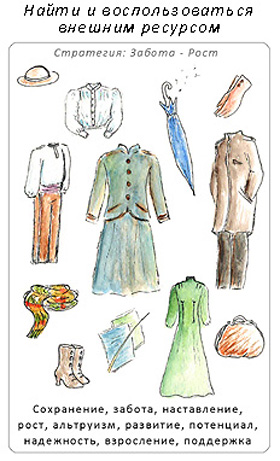 Найти и воспользоваться
внешним ресурсом
Стратегия: Забота - Рост
Сохранение, забота, наставление,
рост, альтруизм, развитие, потенциал,
надежность, взросление, поддержка